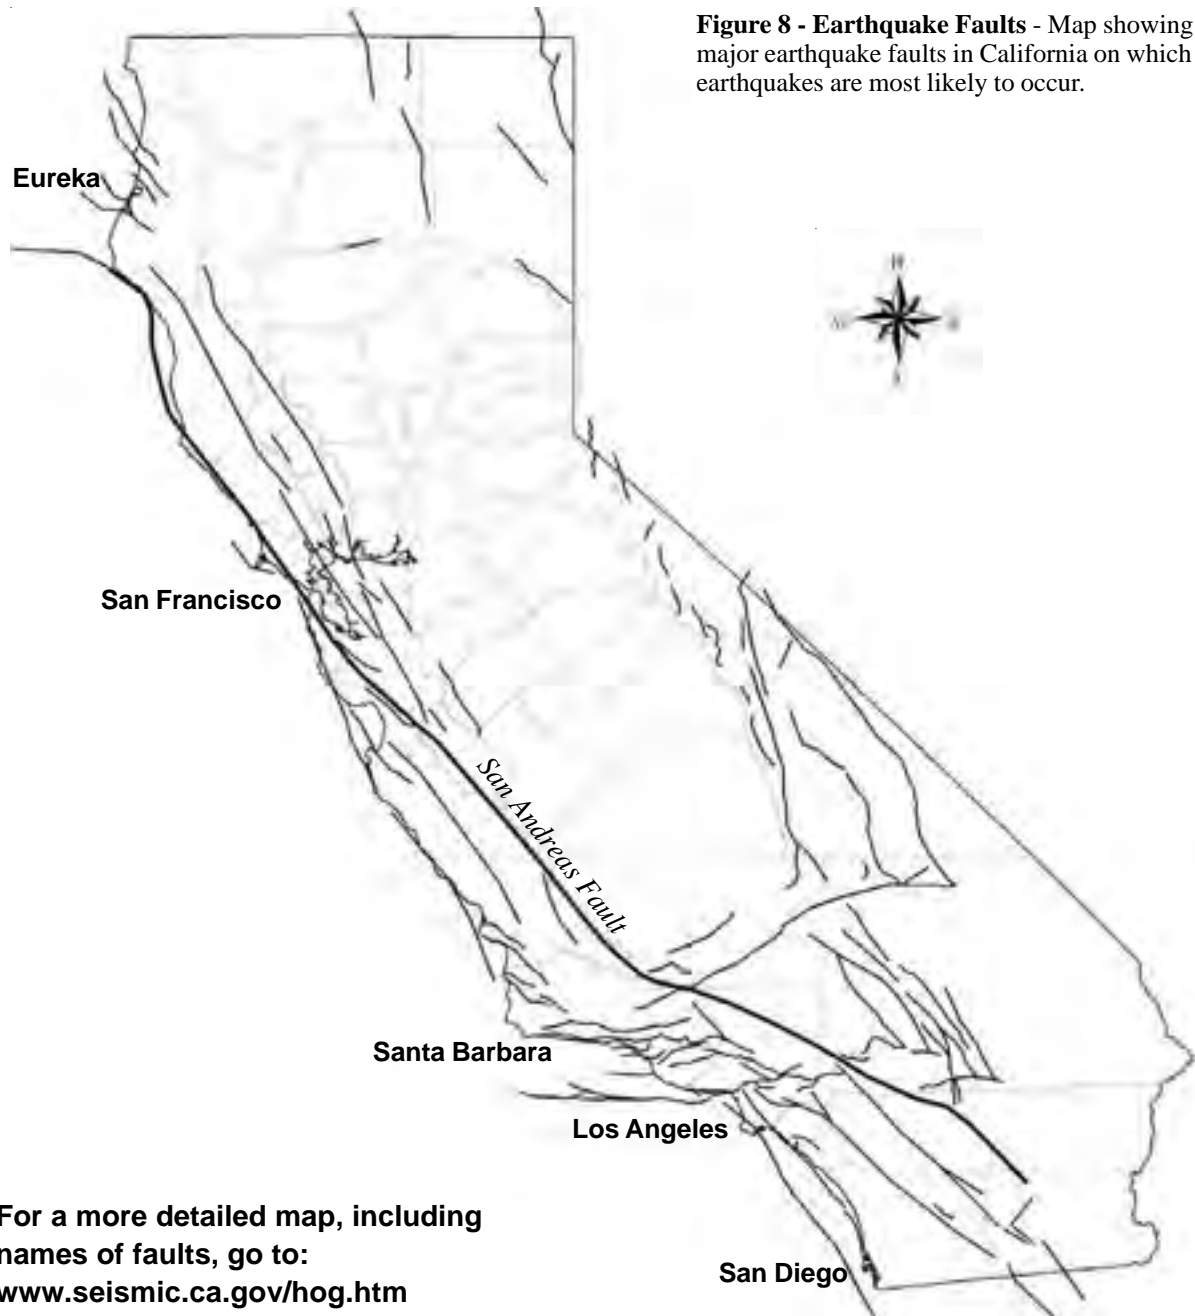 Figure 8 - Earthquake Faults - Map showing
major earthquake faults in California on which
earthquakes are most likely to occur.
Eureka
San Francisco
San Andreas Fault
Santa Barbara
Los Angeles
San Diego
For a more detailed map, including
names of faults, go to:
www.seismic.ca.gov/hog.htm